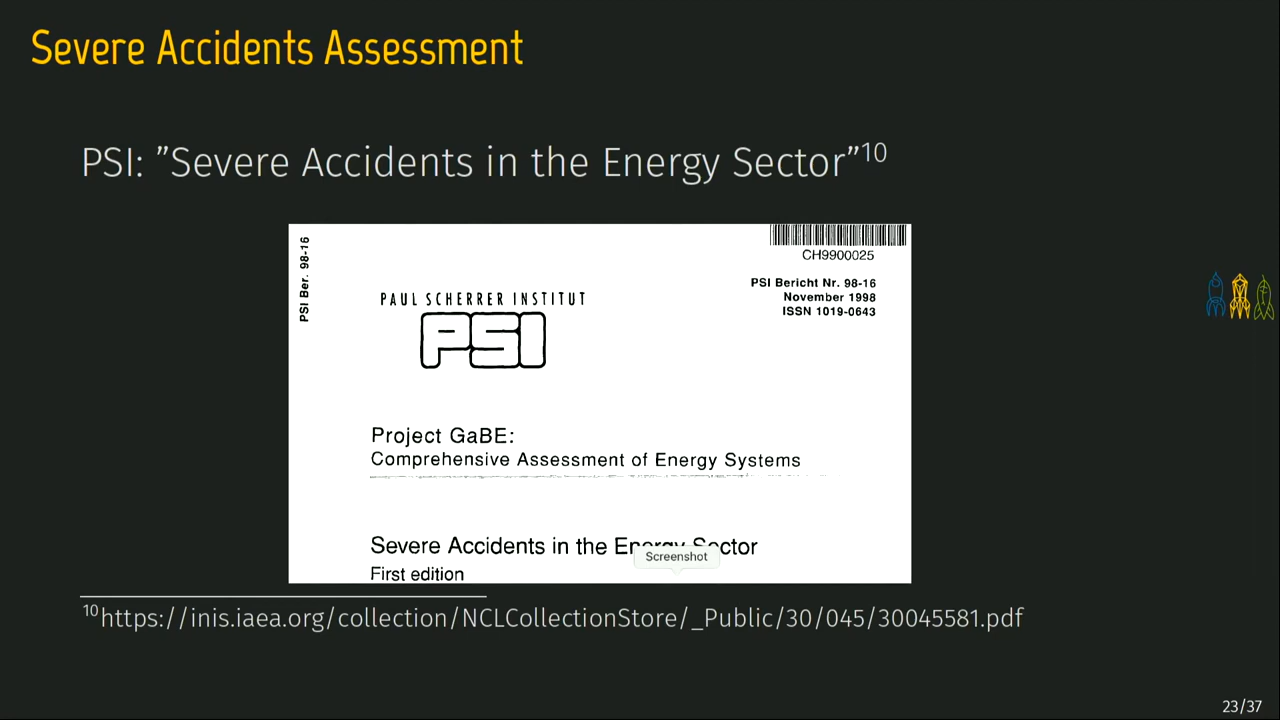 Severe Accidents Assessment
PSI: ”Severe Accidents in the Energy Sector”10
PSI Ber. 98-16
CH9900025
PSI Bericht Nr. 98-16
November 1998
ISSN 1019-0643
PAUL SCHERRER INSTITUT
PSI
Project GaBE:
Comprehensive Assessment of Energy Systems
Severe Accidents in the Energy Sector
Screenshot
First edition
10https://inis.iaea.org/collection/NCLCollectionStore/_Public/30/045/30045581.pdf
23/37